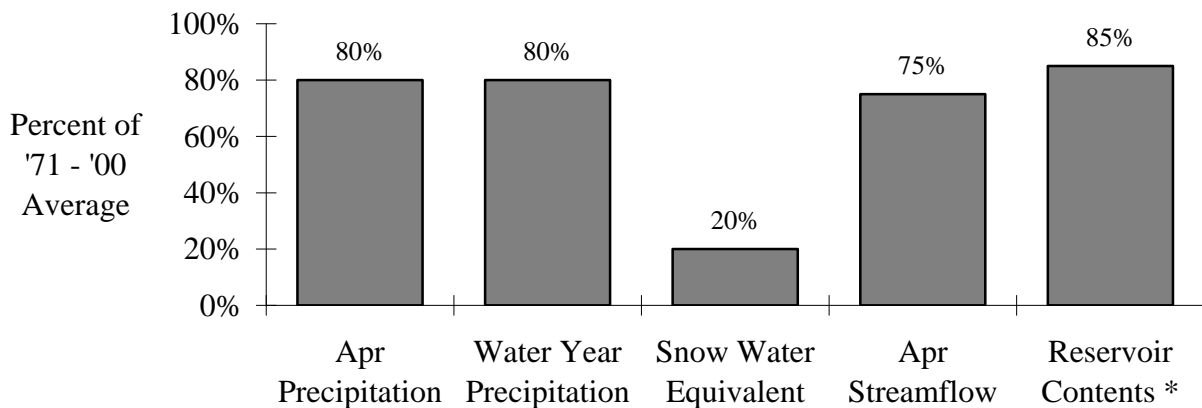 100%
80%
60%
40%
20%
0%
Percent of
'71 - '00
Average
80%
80%
20%
75%
85%
Apr
Precipitation
Water Year
Precipitation
Snow Water
Equivalent
Apr
Streamflow
Reservoir
Contents *